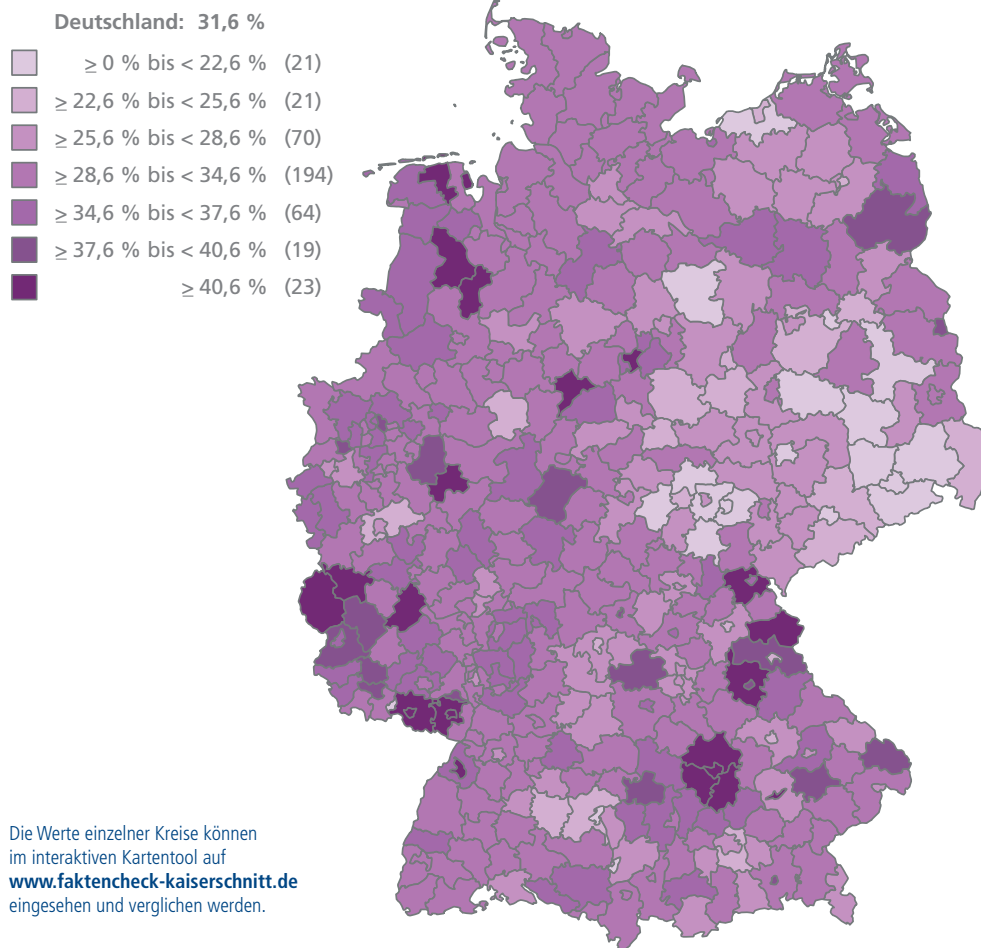 Deutschland: 31,6 %
≥ 0 % bis < 22,6 % (21)
≥ 22,6 % bis < 25,6 % (21)
≥ 25,6 % bis < 28,6 % (70)
≥ 28,6 % bis < 34,6 % (194)
≥ 34,6 % bis < 37,6 % (64)
≥ 37,6 % bis < 40,6 % (19)
≥ 40,6 % (23)
Die Werte einzelner Kreise können
im interaktiven Kartentool auf
www.faktencheck-kaiserschnitt.de
eingesehen und verglichen werden.